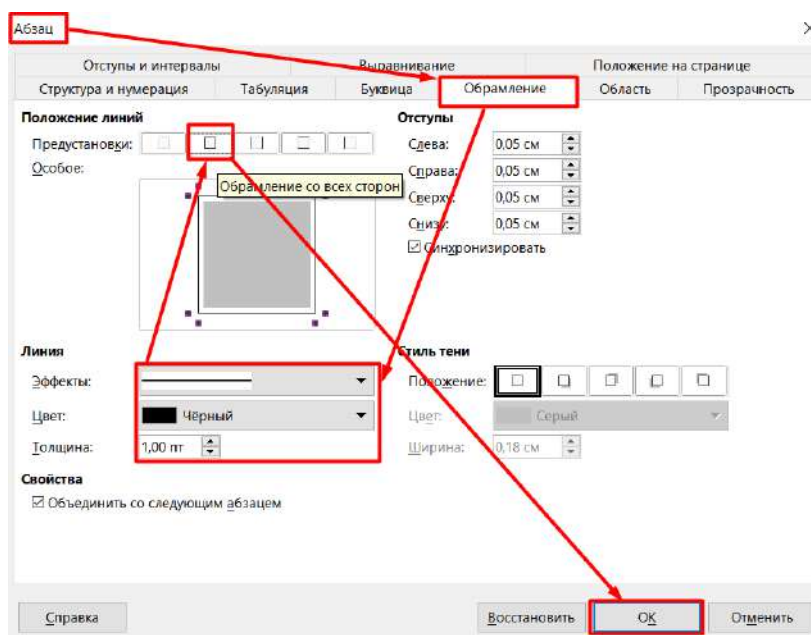 Абзац
Отступы и интервалы Выравнивание Положение на странице
Структура и нумерация Табуляция Буквица Обрамление Область Прозрачность
Положение линий
Предустановки:
Особое:
Обрамление со всех сторон
Отступы
Слева: 0,05 см
Справа: 0,05 см
Сверху: 0,05 см
Снизу: 0,05 см
Синхронизировать
Линия
Эффекты:
Цвет: Чёрный
Толщина: 1,00 пт
Стиль тени
Положение:
Цвет: Серый
Ширина: 0,18 см
Свойства
Объединить со следующим абзацем
Справка Восстановить ОК Отменить